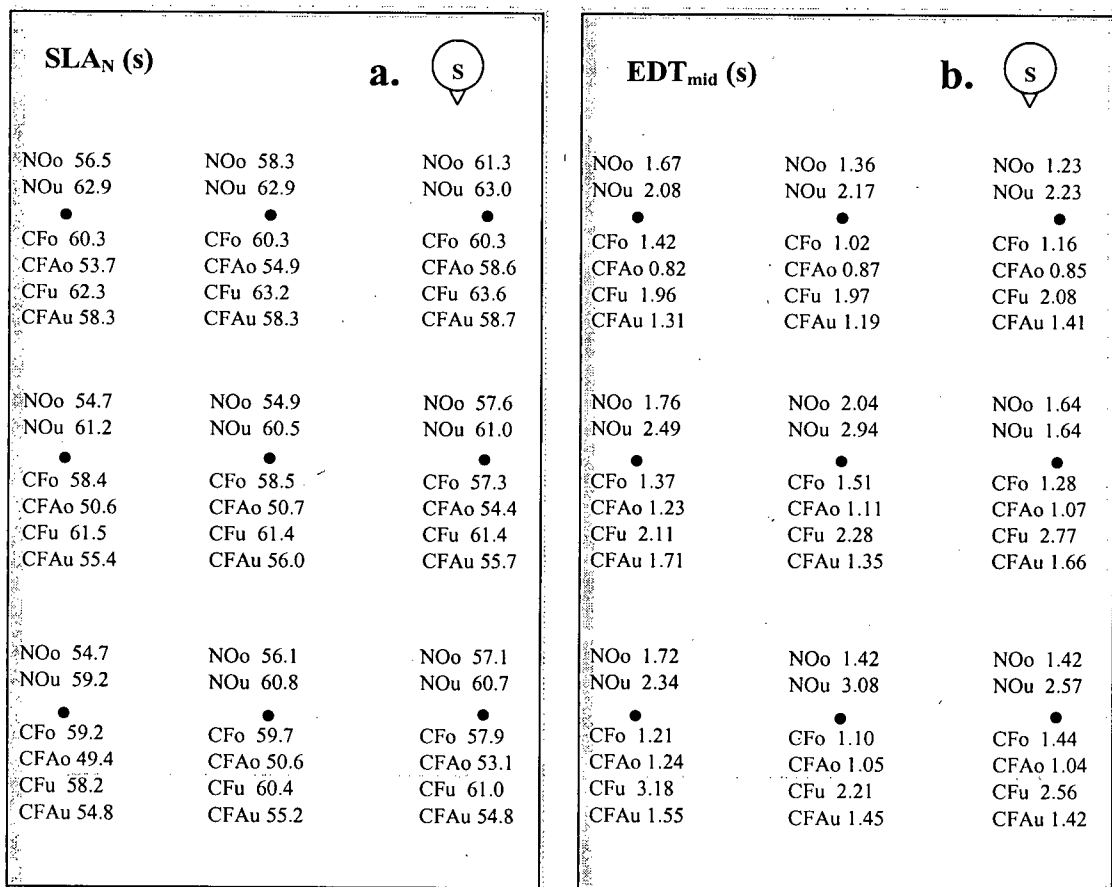 SLAN (s) a. S
NOo 56.5 NOo 58.3 NOo 61.3
NOu 62.9 NOu 62.9 NOu 63.0
CFo 60.3 CFo 60.3 CFo 60.3
CFAo 53.7 CFAo 54.9 CFAo 58.6
CFu 62.3 CFu 63.2 CFu 63.6
CFAu 58.3 CFAu 58.3 CFAu 58.7
NOo 54.7 NOo 54.9 NOo 57.6
NOu 61.2 NOu 60.5 NOu 61.0
CFo 58.4 CFo 58.5 CFo 57.3
CFAo 50.6 CFAo 50.7 CFAo 54.4
CFu 61.5 CFu 61.4 CFu 61.4
CFAu 55.4 CFAu 56.0 CFAu 55.7
NOo 54.7 NOo 56.1 NOo 57.1
NOu 59.2 NOu 60.8 NOu 60.7
CFo 59.2 CFo 59.7 CFo 57.9
CFAo 49.4 CFAo 50.6 CFAo 53.1
CFu 58.2 CFu 60.4 CFu 61.0
CFAu 54.8 CFAu 55.2 CFAu 54.8
EDTmid (s) b. S
NOo 1.67 NOo 1.36 NOo 1.23
NOu 2.08 NOu 2.17 NOu 2.23
CFo 1.42 CFo 1.02 CFo 1.16
CFAo 0.82 CFAo 0.87 CFAo 0.85
CFu 1.96 CFu 1.97 CFu 2.08
CFAu 1.31 CFAu 1.19 CFAu 1.41
NOo 1.76 NOo 2.04 NOo 1.64
NOu 2.49 NOu 2.94 NOu 1.64
CFo 1.37 CFo 1.51 CFo 1.28
CFAo 1.23 CFAo 1.11 CFAo 1.07
CFu 2.11 CFu 2.28 CFu 2.77
CFAu 1.71 CFAu 1.35 CFAu 1.66
NOo 1.72 NOo 1.42 NOo 1.42
NOu 2.34 NOu 3.08 NOu 2.57
CFo 1.21 CFo 1.10 CFo 1.44
CFAo 1.24 CFAo 1.05 CFAo 1.04
CFu 3.18 CFu 2.21 CFu 2.56
CFAu 1.55 CFAu 1.45 CFAu 1.42